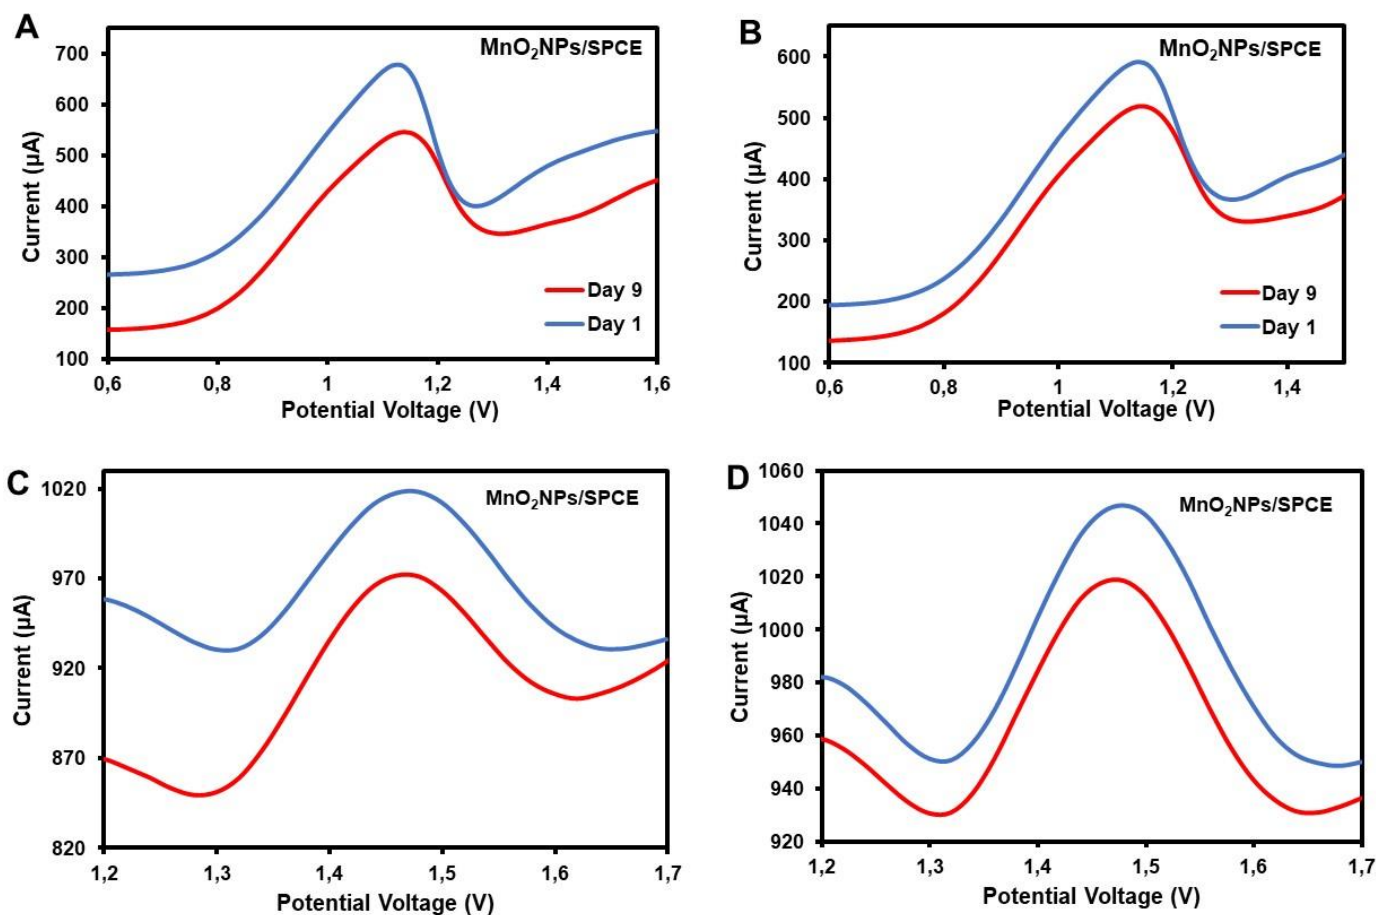 A
MnO₂NPs/SPCE
700
600
500
400
300
200
100
Current (µA)
Day 9
Day 1
0,6 0,8 1 1,2 1,4 1,6
Potential Voltage (V)
B
MnO₂NPs/SPCE
600
500
400
300
200
100
Current (µA)
Day 9
Day 1
0,6 0,8 1 1,2 1,4
Potential Voltage (V)
C
MnO₂NPs/SPCE
1020
970
920
870
820
Current (µA)
1,2 1,3 1,4 1,5 1,6 1,7
Potential Voltage (V)
D
MnO₂NPs/SPCE
1060
1040
1020
1000
980
960
940
920
Current (µA)
1,2 1,3 1,4 1,5 1,6 1,7
Potential Voltage (V)